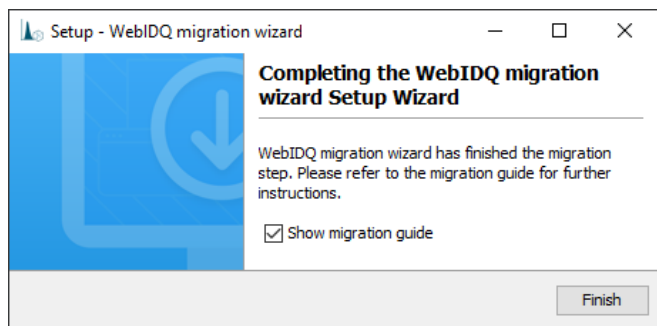 Setup - WebIDQ migration wizard
Completing the WebIDQ migration
wizard Setup Wizard
WebIDQ migration wizard has finished the migration
step. Please refer to the migration guide for further
instructions.
Show migration guide
Finish